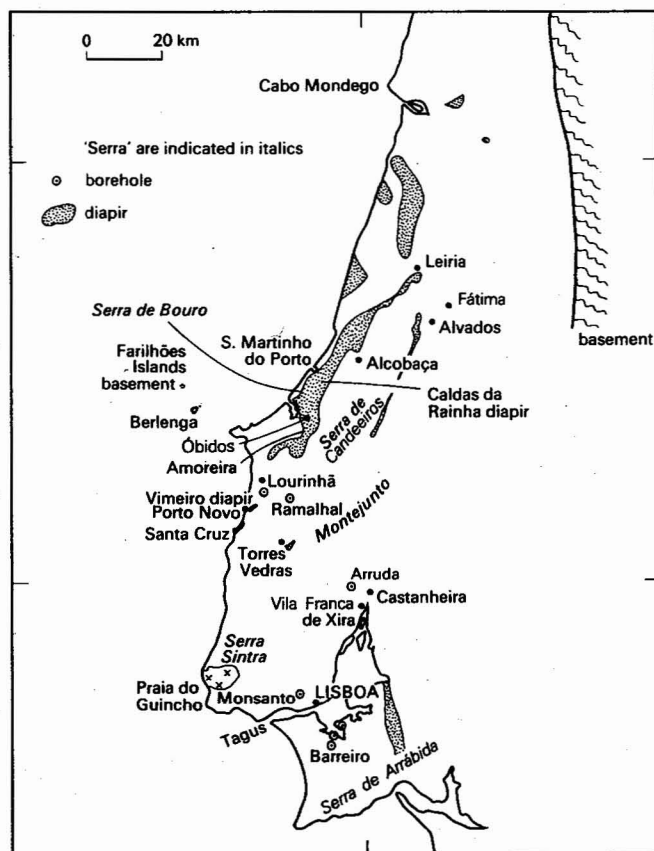 0 20 km
Cabo Mondego
'Serra' are indicated in italics
borehole
diapir
Leiria
Serra de Bouro
Fátima
S. Martinho
do Porto
Alvados
basement
Farilhões
Islands
basement
Alcobaça
Caldas da
Rainha diapir
Berlenga
Serra de
Candeeiros
Óbidos
Amoreira
Lourinhã
Vimeiro diapir
Ramalhal
Porto Novo
Montejunto
Santa Cruz
Torres
Vedras
Arruda
Castanheira
Vila Franca
de Xira
Serra
Sintra
Praia do
Guincho
Monsanto
LISBOA
Tagus
Barreiro
Serra de Arrábida